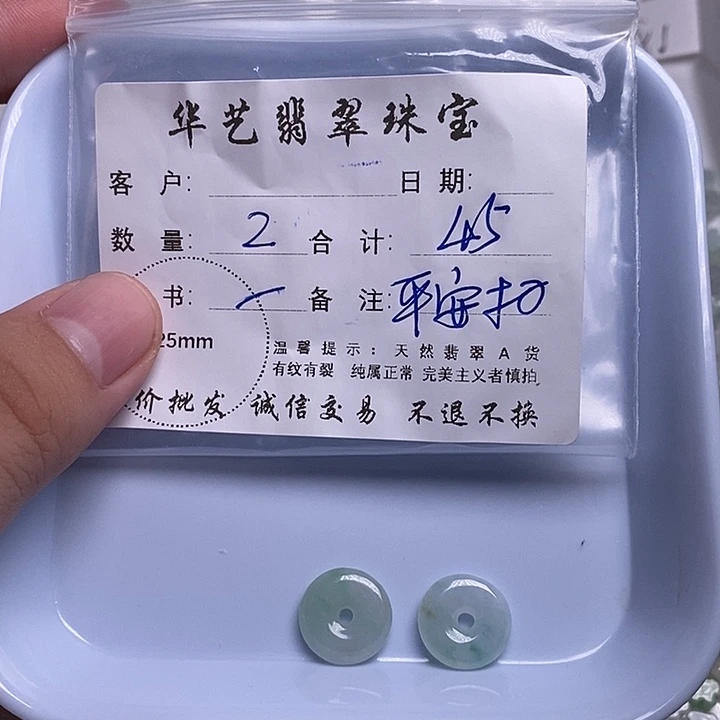 华艺翡翠珠宝
客 户: 日 期:
数 量: 2 合 计: 45
书: 一 备 注: 平安扣
25mm
温馨提示: 天然翡翠A货
有纹有裂 纯属正常 完美主义者慎拍
价批发 诚信交易 不退不换